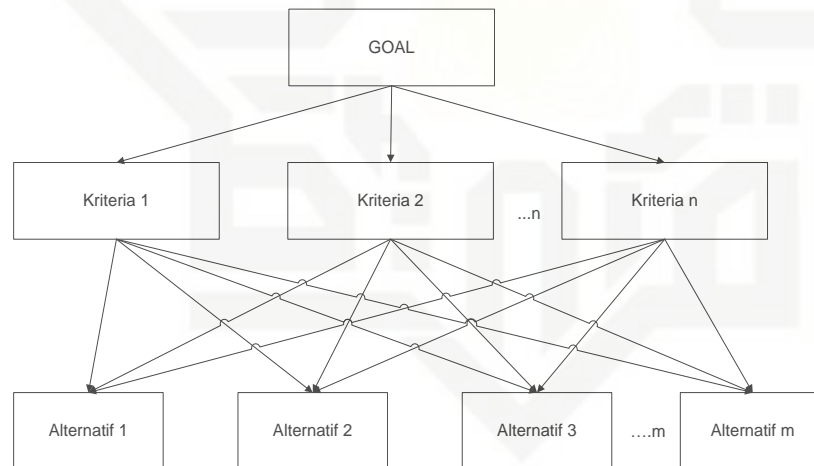 GOAL
Kriteria 1
Kriteria 2
...n
Kriteria n
Alternatif 1
Alternatif 2
Alternatif 3
....m
Alternatif m